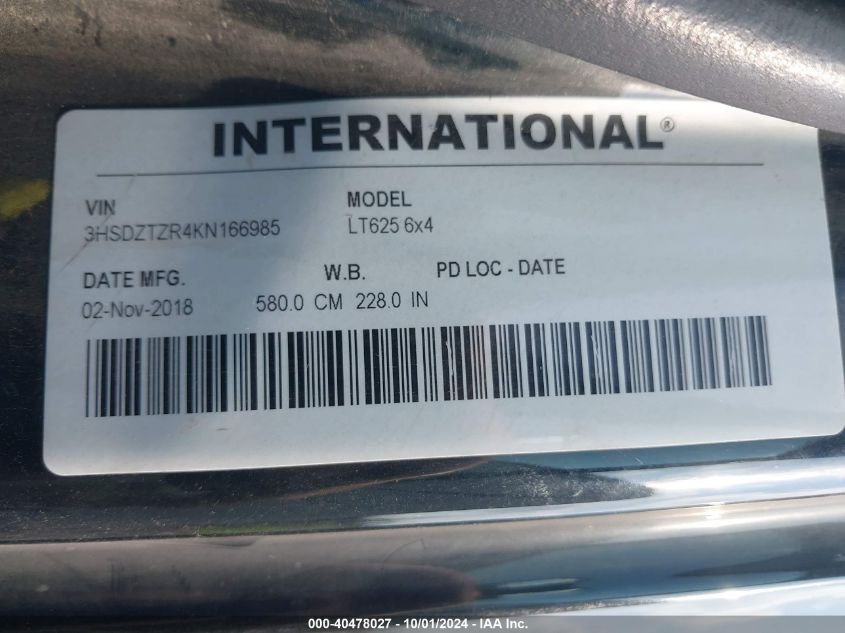 INTERNATIONAL®
VIN MODEL
3HSDZTZR4KN166985 LT625 6x4
DATE MFG. W.B. PD LOC - DATE
02-Nov-2018 580.0 CM 228.0 IN
000-40478027 - 10/01/2024 - IAA Inc.